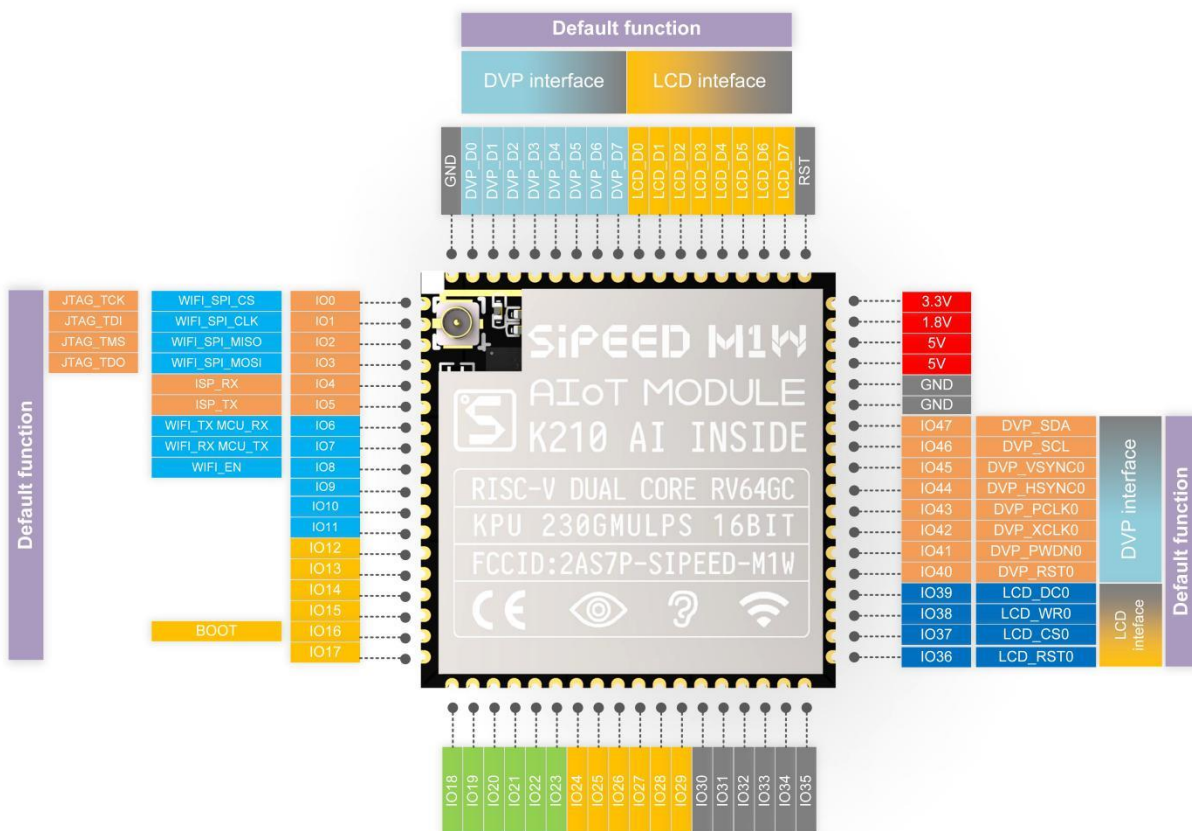 Default function
DVP interface LCD inteface
GND DVP_D0 DVP_D1 DVP_D2 DVP_D3 DVP_D4 DVP_D5 DVP_D6 DVP_D7 LCD_D0 LCD_D1 LCD_D2 LCD_D3 LCD_D4 LCD_D5 LCD_D6 LCD_D7 RST
Default function
JTAG_TCK WIFI_SPI_CS IO0
JTAG_TDI WIFI_SPI_CLK IO1
JTAG_TMS WIFI_SPI_MISO IO2
JTAG_TDO WIFI_SPI_MOSI IO3
ISP_RX IO4
ISP_TX IO5
WIFI_TX MCU_RX IO6
WIFI_RX MCU_TX IO7
WIFI_EN IO8
IO9
IO10
IO11
IO12
IO13
IO14
IO15
BOOT IO16
IO17
SiPEED M1W
AIoT MODULE
S K210 AI INSIDE
RISC-V DUAL CORE RV64GC
KPU 230GMULPS 16BIT
FCCID:2AS7P-SIPEED-M1W
CE
3.3V
1.8V
5V
5V
GND
GND
IO47 DVP_SDA
IO46 DVP_SCL
IO45 DVP_VSYNC0
IO44 DVP_HSYNC0
IO43 DVP_PCLK0
IO42 DVP_XCLK0
IO41 DVP_PWDN0
IO40 DVP_RST0
IO39 LCD_DC0
IO38 LCD_WR0
IO37 LCD_CS0
IO36 LCD_RST0
DVP interface
LCD
inteface
Default function
IO18 IO19 IO20 IO21 IO22 IO23 IO24 IO25 IO26 IO27 IO28 IO29 IO30 IO31 IO32 IO33 IO34 IO35